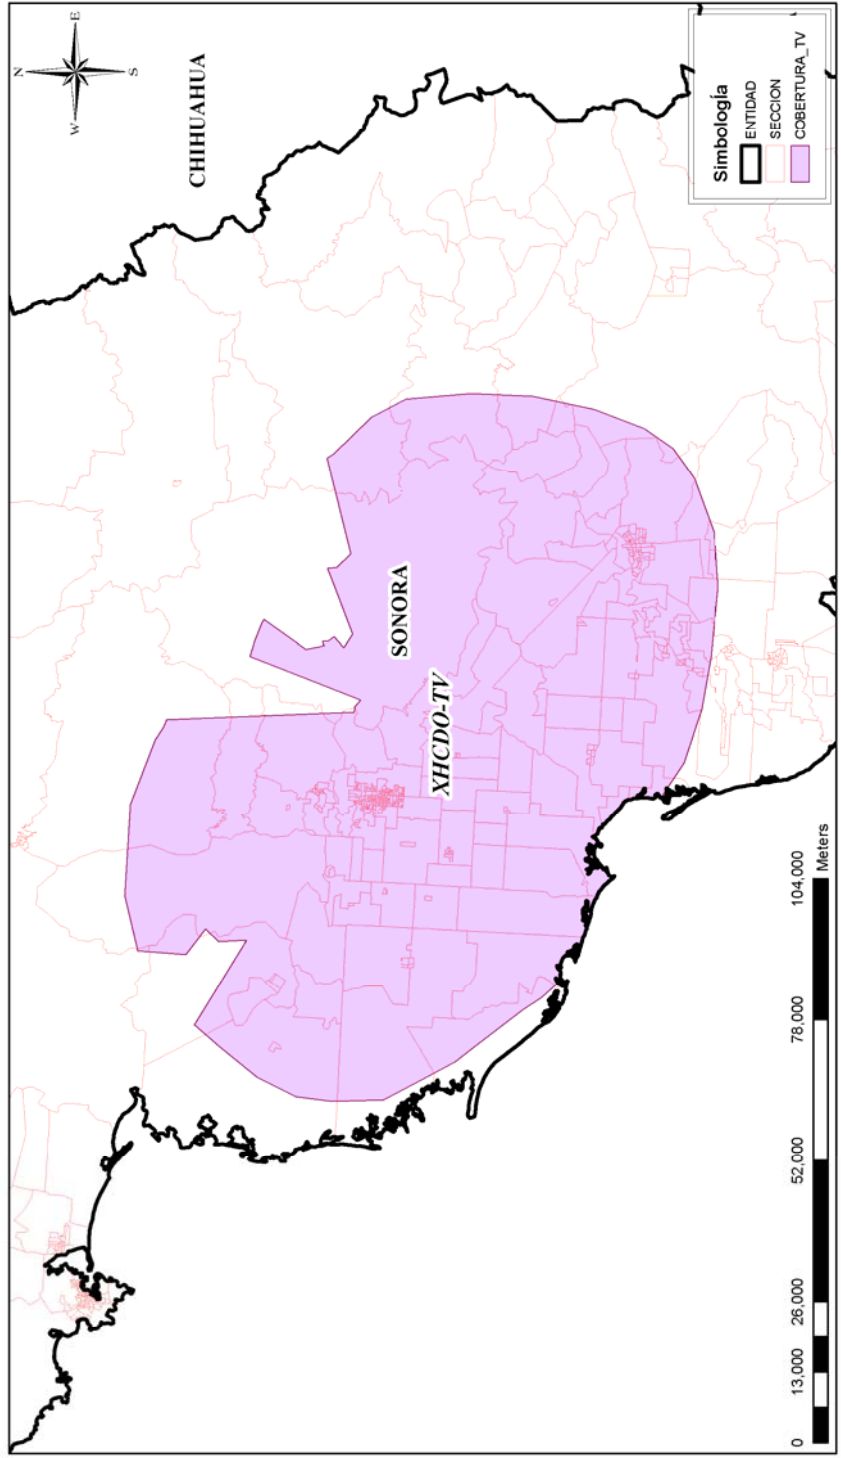 N
W
E
S
CHIHUAHUA
SONORA
XHCDO-TV
Simbología
ENTIDAD
SECCION
COBERTURA_TV
0 13,000 26,000 52,000 78,000 104,000
Meters